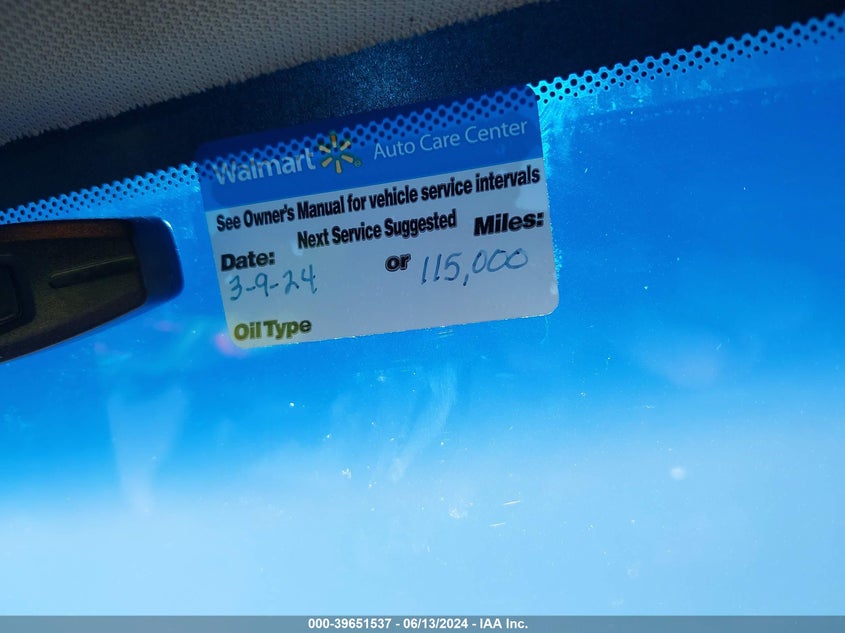 Walmart Auto Care Center
See Owner's Manual for vehicle service intervals
Next Service Suggested
Date: or Miles:
3-9-24 115,000
Oil Type
000-39651537 - 06/13/2024 - IAA Inc.